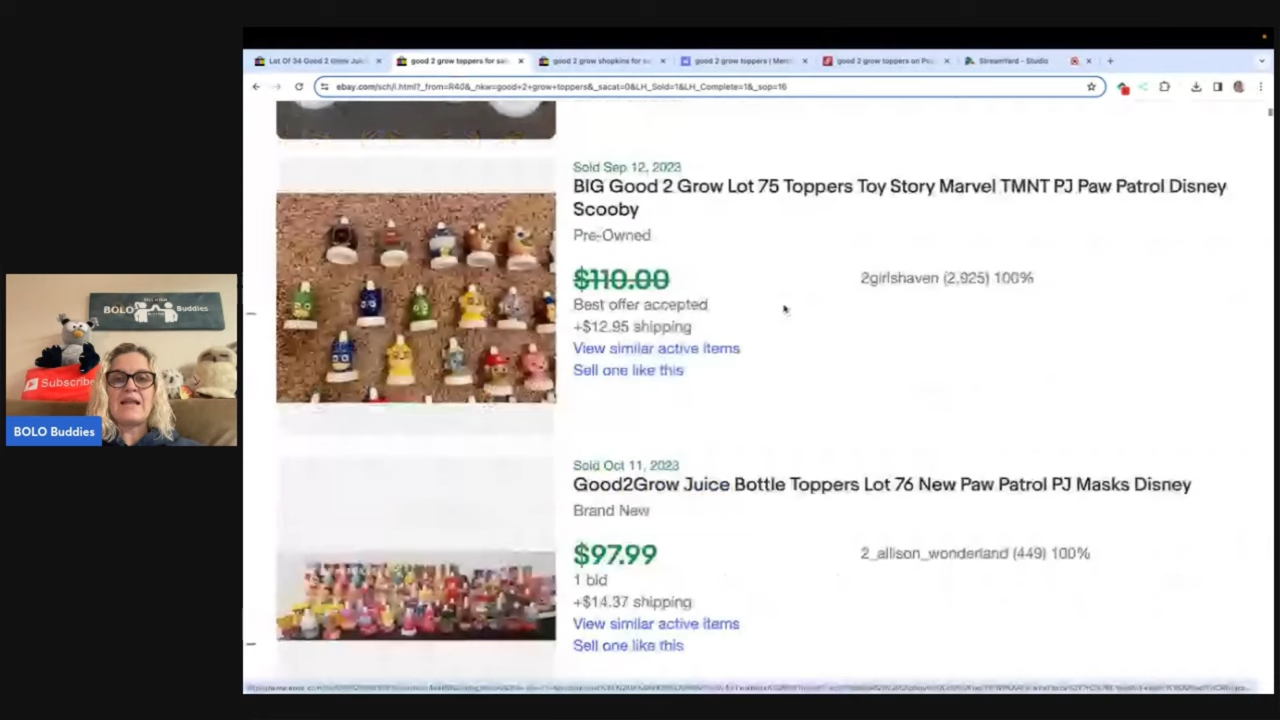 Lot Of 34 Good 2 Grow Juic
good 2 grow toppers for sal
good 2 grow shopkins for s
good 2 grow toppers | Merc
good 2 grow toppers on Po
StreamYard - Studio
ebay.com/sch/i.html?_from=R40&_nkw=good+2+grow+toppers&_sacat=0&LH_Sold=1&LH_Complete=1&_sop=16
Sold Sep 12, 2023
BIG Good 2 Grow Lot 75 Toppers Toy Story Marvel TMNT PJ Paw Patrol Disney
Scooby
Pre-Owned
$110.00
2girlshaven (2,925) 100%
Best offer accepted
+$12.95 shipping
View similar active items
Sell one like this
BOLO Buddies
Subscribe
BOLO Buddies
Sold Oct 11, 2023
Good2Grow Juice Bottle Toppers Lot 76 New Paw Patrol PJ Masks Disney
Brand New
$97.99
2_allison_wonderland (449) 100%
1 bid
+$14.37 shipping
View similar active items
Sell one like this